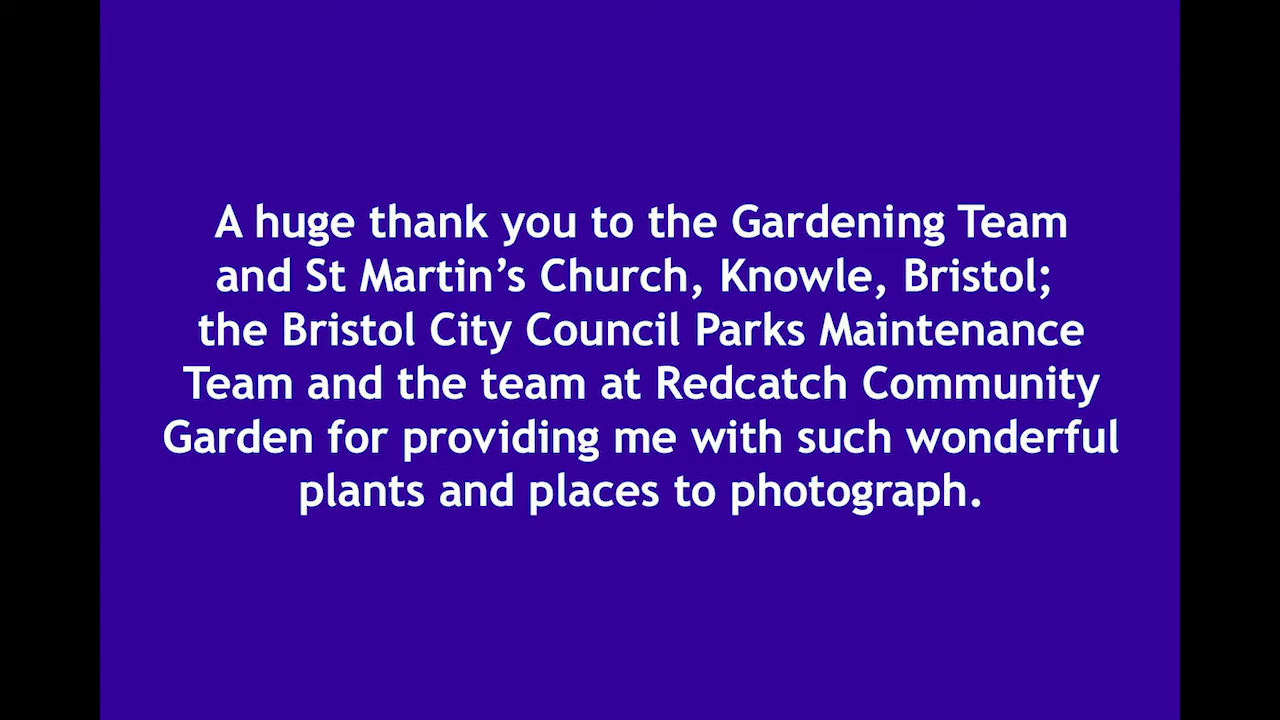 A huge thank you to the Gardening Team
and St Martin’s Church, Knowle, Bristol;
the Bristol City Council Parks Maintenance
Team and the team at Redcatch Community
Garden for providing me with such wonderful
plants and places to photograph.